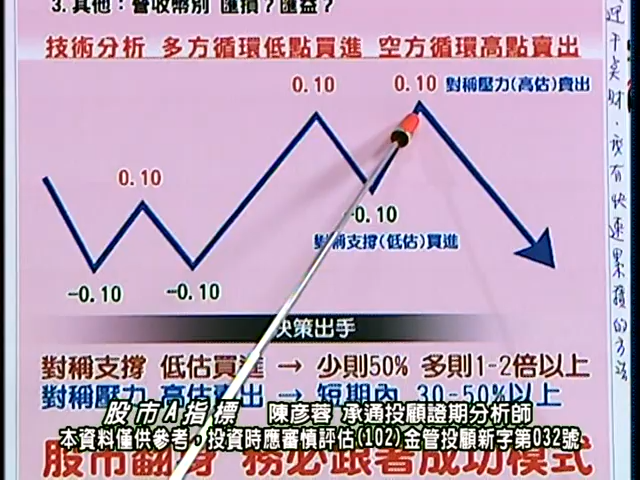 3. 其他：營收幣別 匯損？匯益？
技術分析 多方循環低點買進 空方循環高點賣出
0.10
0.10
對稱壓力(高估)賣出
0.10
-0.10
-0.10
-0.10
對稱支撐(低估)買進
決策出手
對稱支撐 低估買進 → 少則50% 多則1-2倍以上
對稱壓力 高估賣出 → 短期內 30-50%以上
股市A指標 陳彥蓉 承通投顧證期分析師
本資料僅供參考，投資時應審慎評估(102)金管投顧新字第032號
股市翻身 務必跟著成功模式